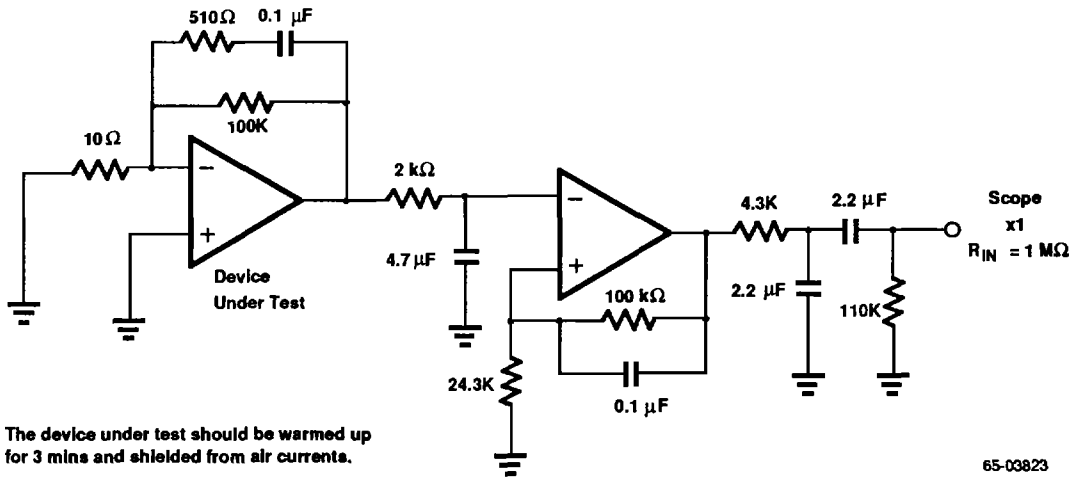 510Ω
0.1 µF
100K
10Ω
−
+
Device
Under Test
2 kΩ
4.7 µF
−
+
100 kΩ
0.1 µF
24.3K
4.3K
2.2 µF
2.2 µF
110K
Scope
x1
RIN = 1 MΩ
The device under test should be warmed up
for 3 mins and shielded from air currents.
65-03823